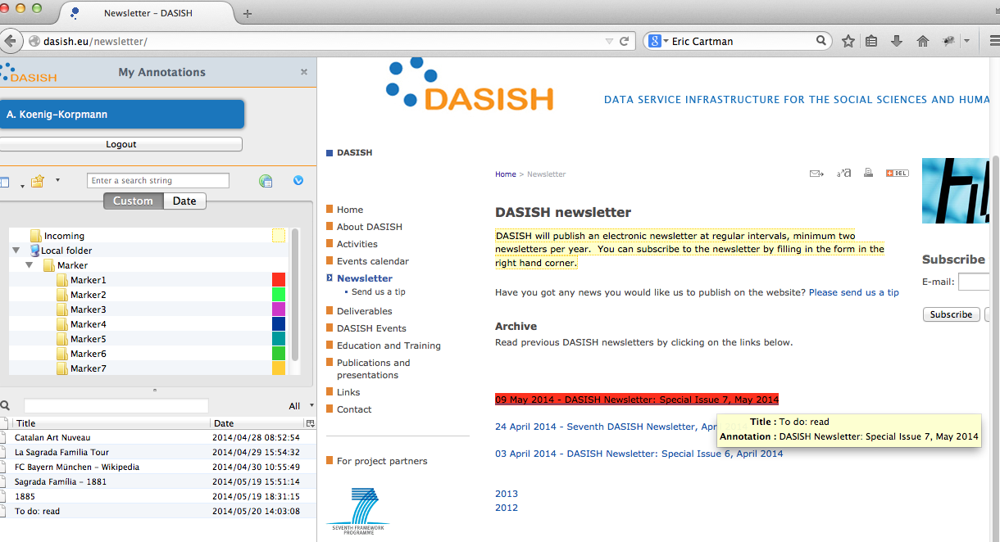 Newsletter – DASISH
dasish.eu/newsletter/
Eric Cartman
DASISH
My Annotations
A. Koenig-Korpmann
Logout
Enter a search string
Custom
Date
Incoming
Local folder
Marker
Marker1
Marker2
Marker3
Marker4
Marker5
Marker6
Marker7
All
Title Date
Catalan Art Nuveau 2014/04/28 08:52:54
La Sagrada Familia Tour 2014/04/29 15:54:32
FC Bayern München - Wikipedia 2014/04/30 10:55:49
Sagrada Família - 1881 2014/05/19 15:51:14
1885 2014/05/19 18:31:15
To do: read 2014/05/20 14:03:08
DASISH
DATA SERVICE INFRASTRUCTURE FOR THE SOCIAL SCIENCES AND HUMA
DASISH
Home
About DASISH
Activities
Events calendar
Newsletter
Send us a tip
Deliverables
DASISH Events
Education and Training
Publications and
presentations
Links
Contact
For project partners
SEVENTH FRAMEWORK
PROGRAMME
Home > Newsletter
aあA
DEL
DASISH newsletter
DASISH will publish an electronic newsletter at regular intervals, minimum two
newsletters per year. You can subscribe to the newsletter by filling in the form in the
right hand corner.
Have you got any news you would like us to publish on the website? Please send us a tip
Archive
Read previous DASISH newsletters by clicking on the links below.
09 May 2014 - DASISH Newsletter: Special Issue 7, May 2014
24 April 2014 - Seventh DASISH Newsletter, Apr
Title : To do: read
Annotation : DASISH Newsletter: Special Issue 7, May 2014
03 April 2014 - DASISH Newsletter: Special Issue 6, April 2014
2013
2012
Subscribe
E-mail:
Subscribe